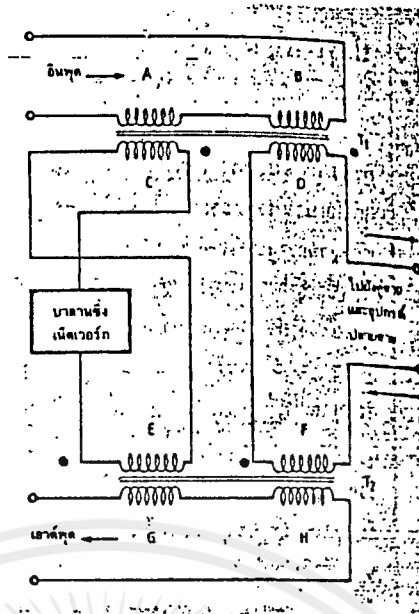 อินพุต A B
T1
C D
ไปยังสาย
และอุปกรณ์
ปลายสาย
บาลานซิ่ง
เน็ตเวอร์ก
E F
T2
เอาต์พุต G H